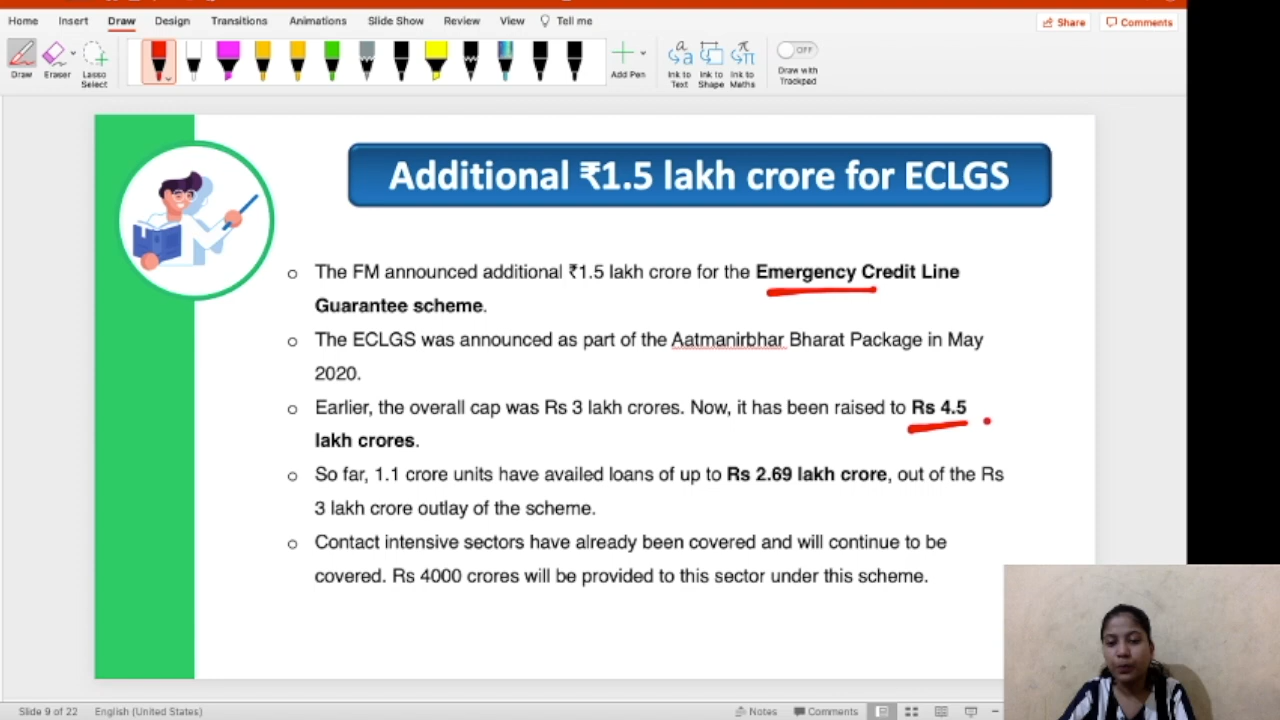 Home Insert Draw Design Transitions Animations Slide Show Review View Tell me Share Comments
Draw Eraser Lasso Select Add Pen Ink to Text Ink to Shape Ink to Maths OFF Draw with Trackpad
Additional ₹1.5 lakh crore for ECLGS
o The FM announced additional ₹1.5 lakh crore for the Emergency Credit Line
Guarantee scheme.
o The ECLGS was announced as part of the Aatmanirbhar Bharat Package in May
2020.
o Earlier, the overall cap was Rs 3 lakh crores. Now, it has been raised to Rs 4.5
lakh crores.
o So far, 1.1 crore units have availed loans of up to Rs 2.69 lakh crore, out of the Rs
3 lakh crore outlay of the scheme.
o Contact intensive sectors have already been covered and will continue to be
covered. Rs 4000 crores will be provided to this sector under this scheme.
Slide 9 of 22 English (United States) Notes Comments